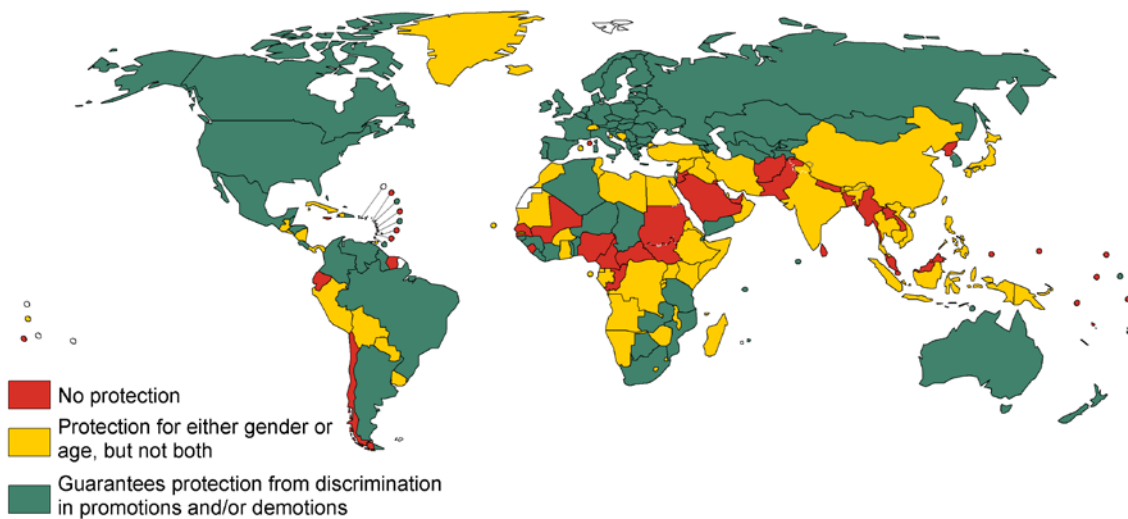 No protection
Protection for either gender or
age, but not both
Guarantees protection from discrimination
in promotions and/or demotions